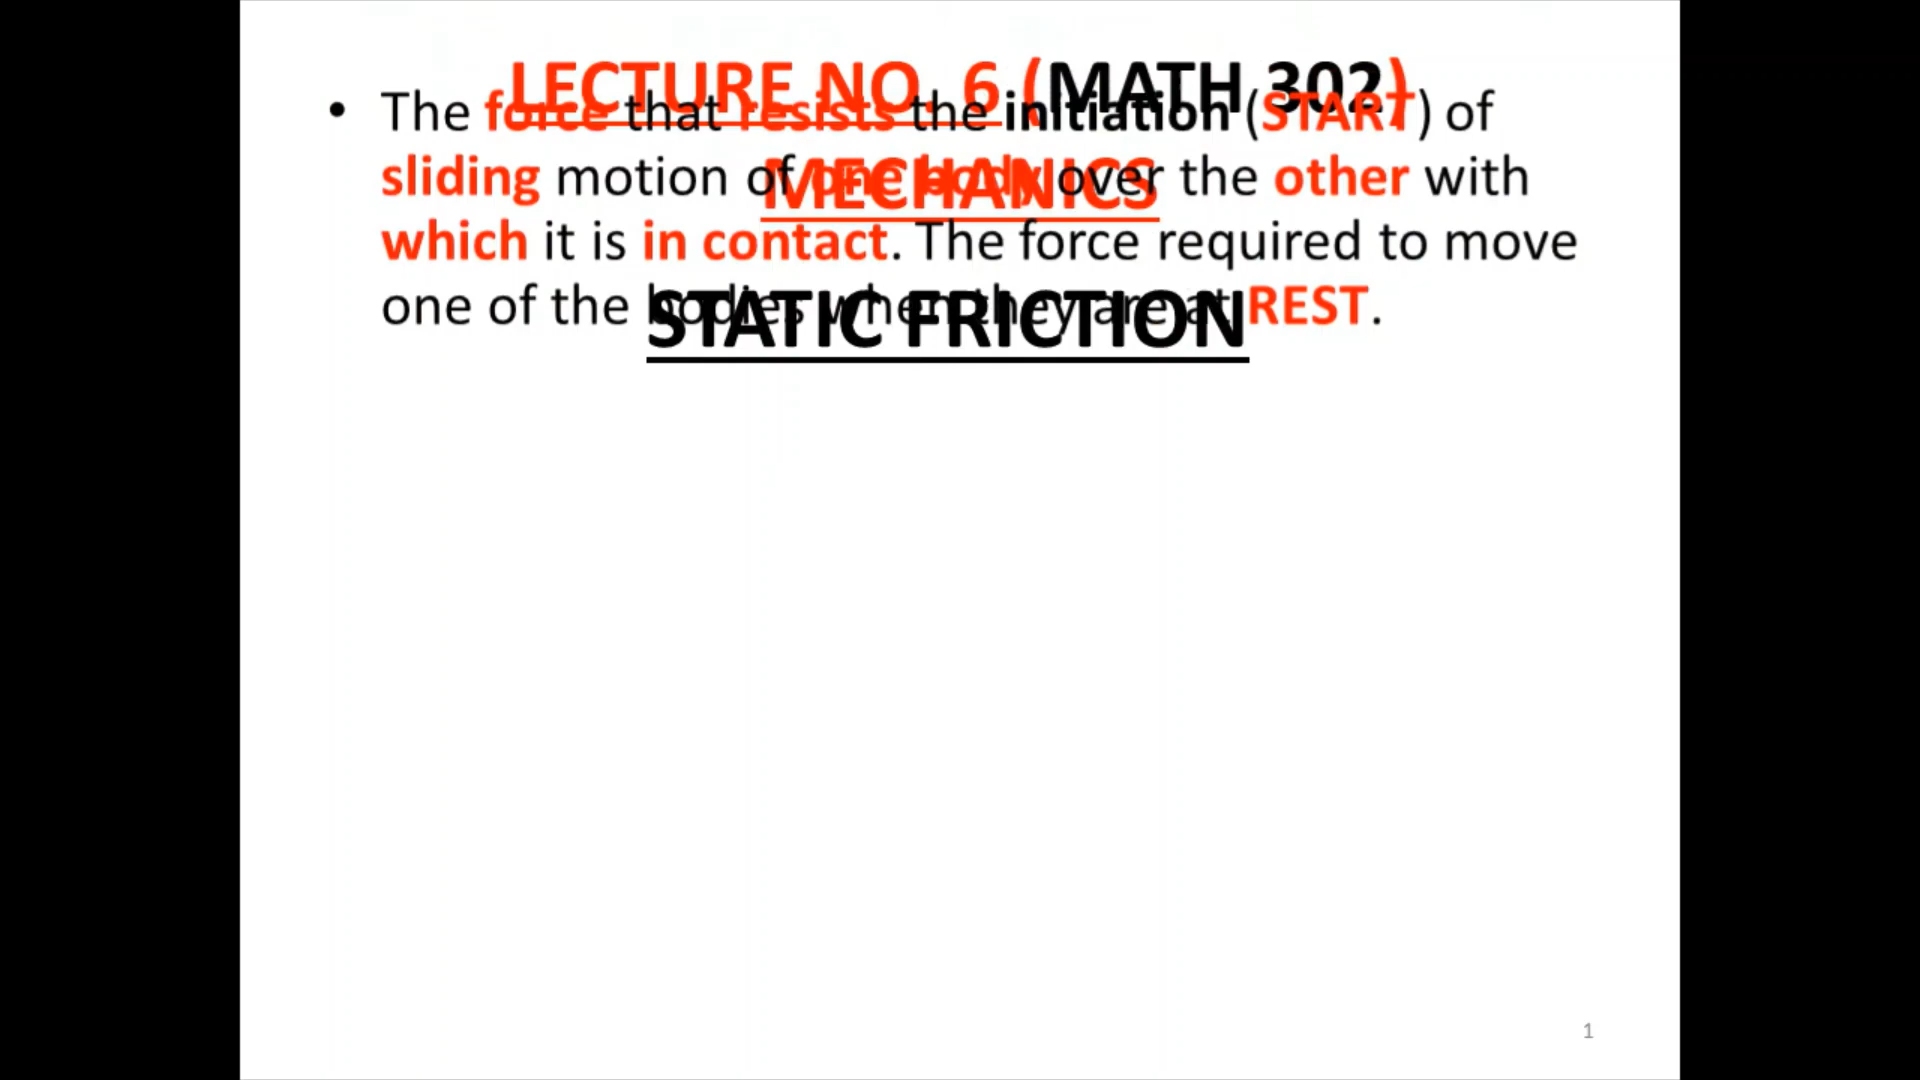 LECTURE NO. 6 (MATH 302)
MECHANICS
STATIC FRICTION
• The force that resists the initiation (START) of
sliding motion of one body over the other with
which it is in contact. The force required to move
one of the bodies when they are at REST.
1